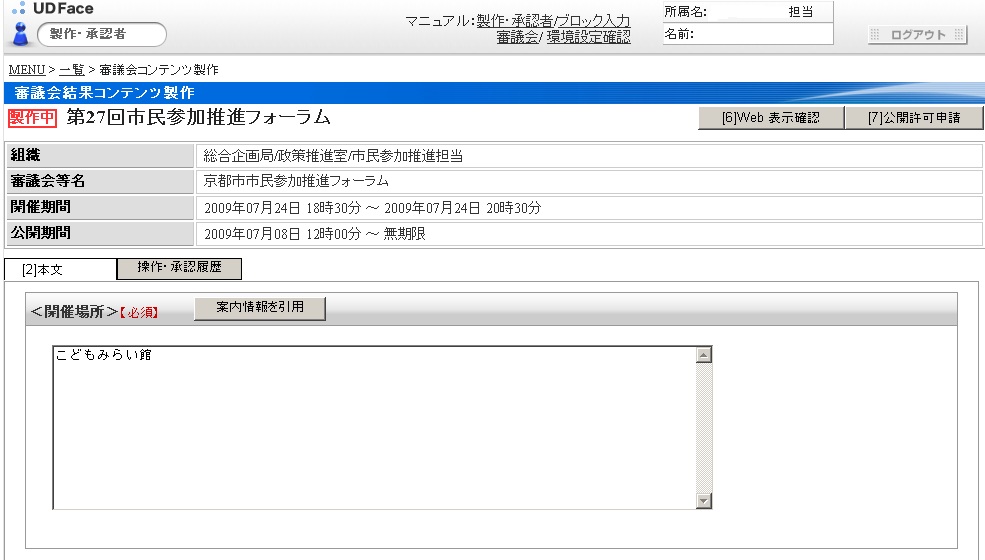 UDFace
製作・承認者
マニュアル：製作・承認者/ブロック入力
審議会/ 環境設定確認
所属名: 担当
名前:
ログアウト
MENU > 一覧 > 審議会コンテンツ製作
審議会結果コンテンツ製作
製作中 第27回市民参加推進フォーラム
[6]Web 表示確認 [7]公開許可申請
組織 総合企画局/政策推進室/市民参加推進担当
審議会等名 京都市市民参加推進フォーラム
開催期間 2009年07月24日 18時30分 ～ 2009年07月24日 20時30分
公開期間 2009年07月08日 12時00分 ～ 無期限
[2]本文 操作・承認履歴
＜開催場所＞【必須】 案内情報を引用
こどもみらい館